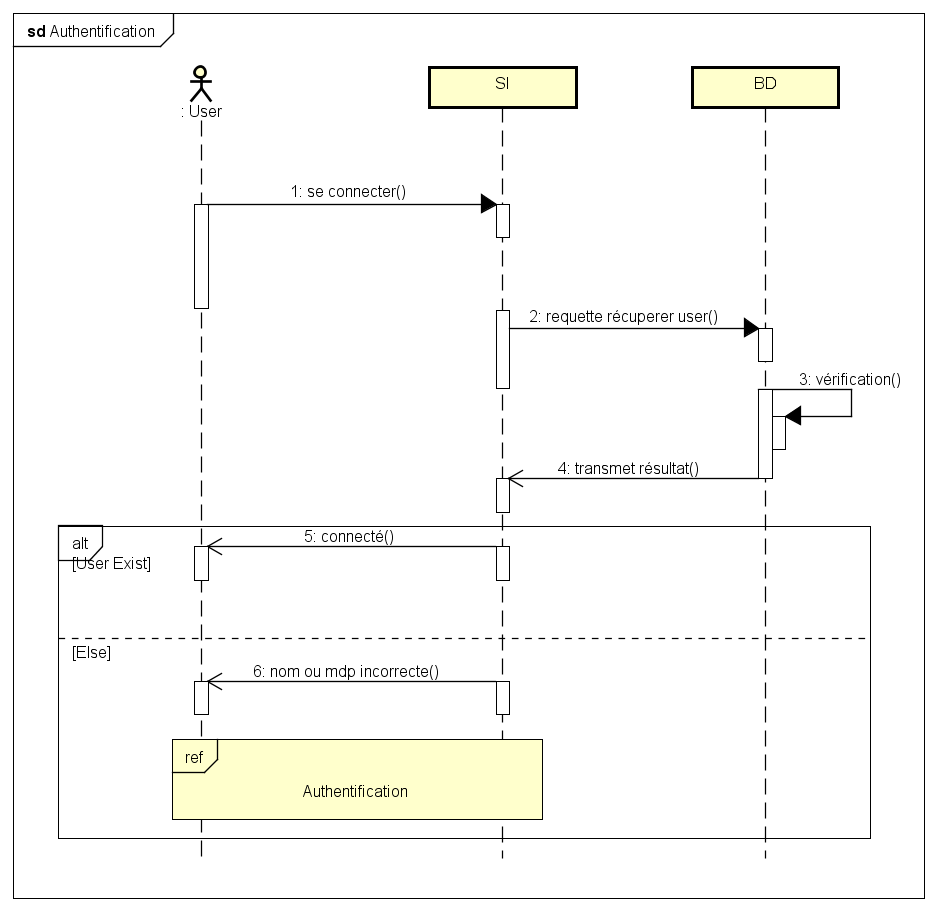 sd Authentification
: User
SI
BD
1: se connecter()
2: requette récuperer user()
3: vérification()
4: transmet résultat()
alt
5: connecté()
[User Exist]
[Else]
6: nom ou mdp incorrecte()
ref
Authentification